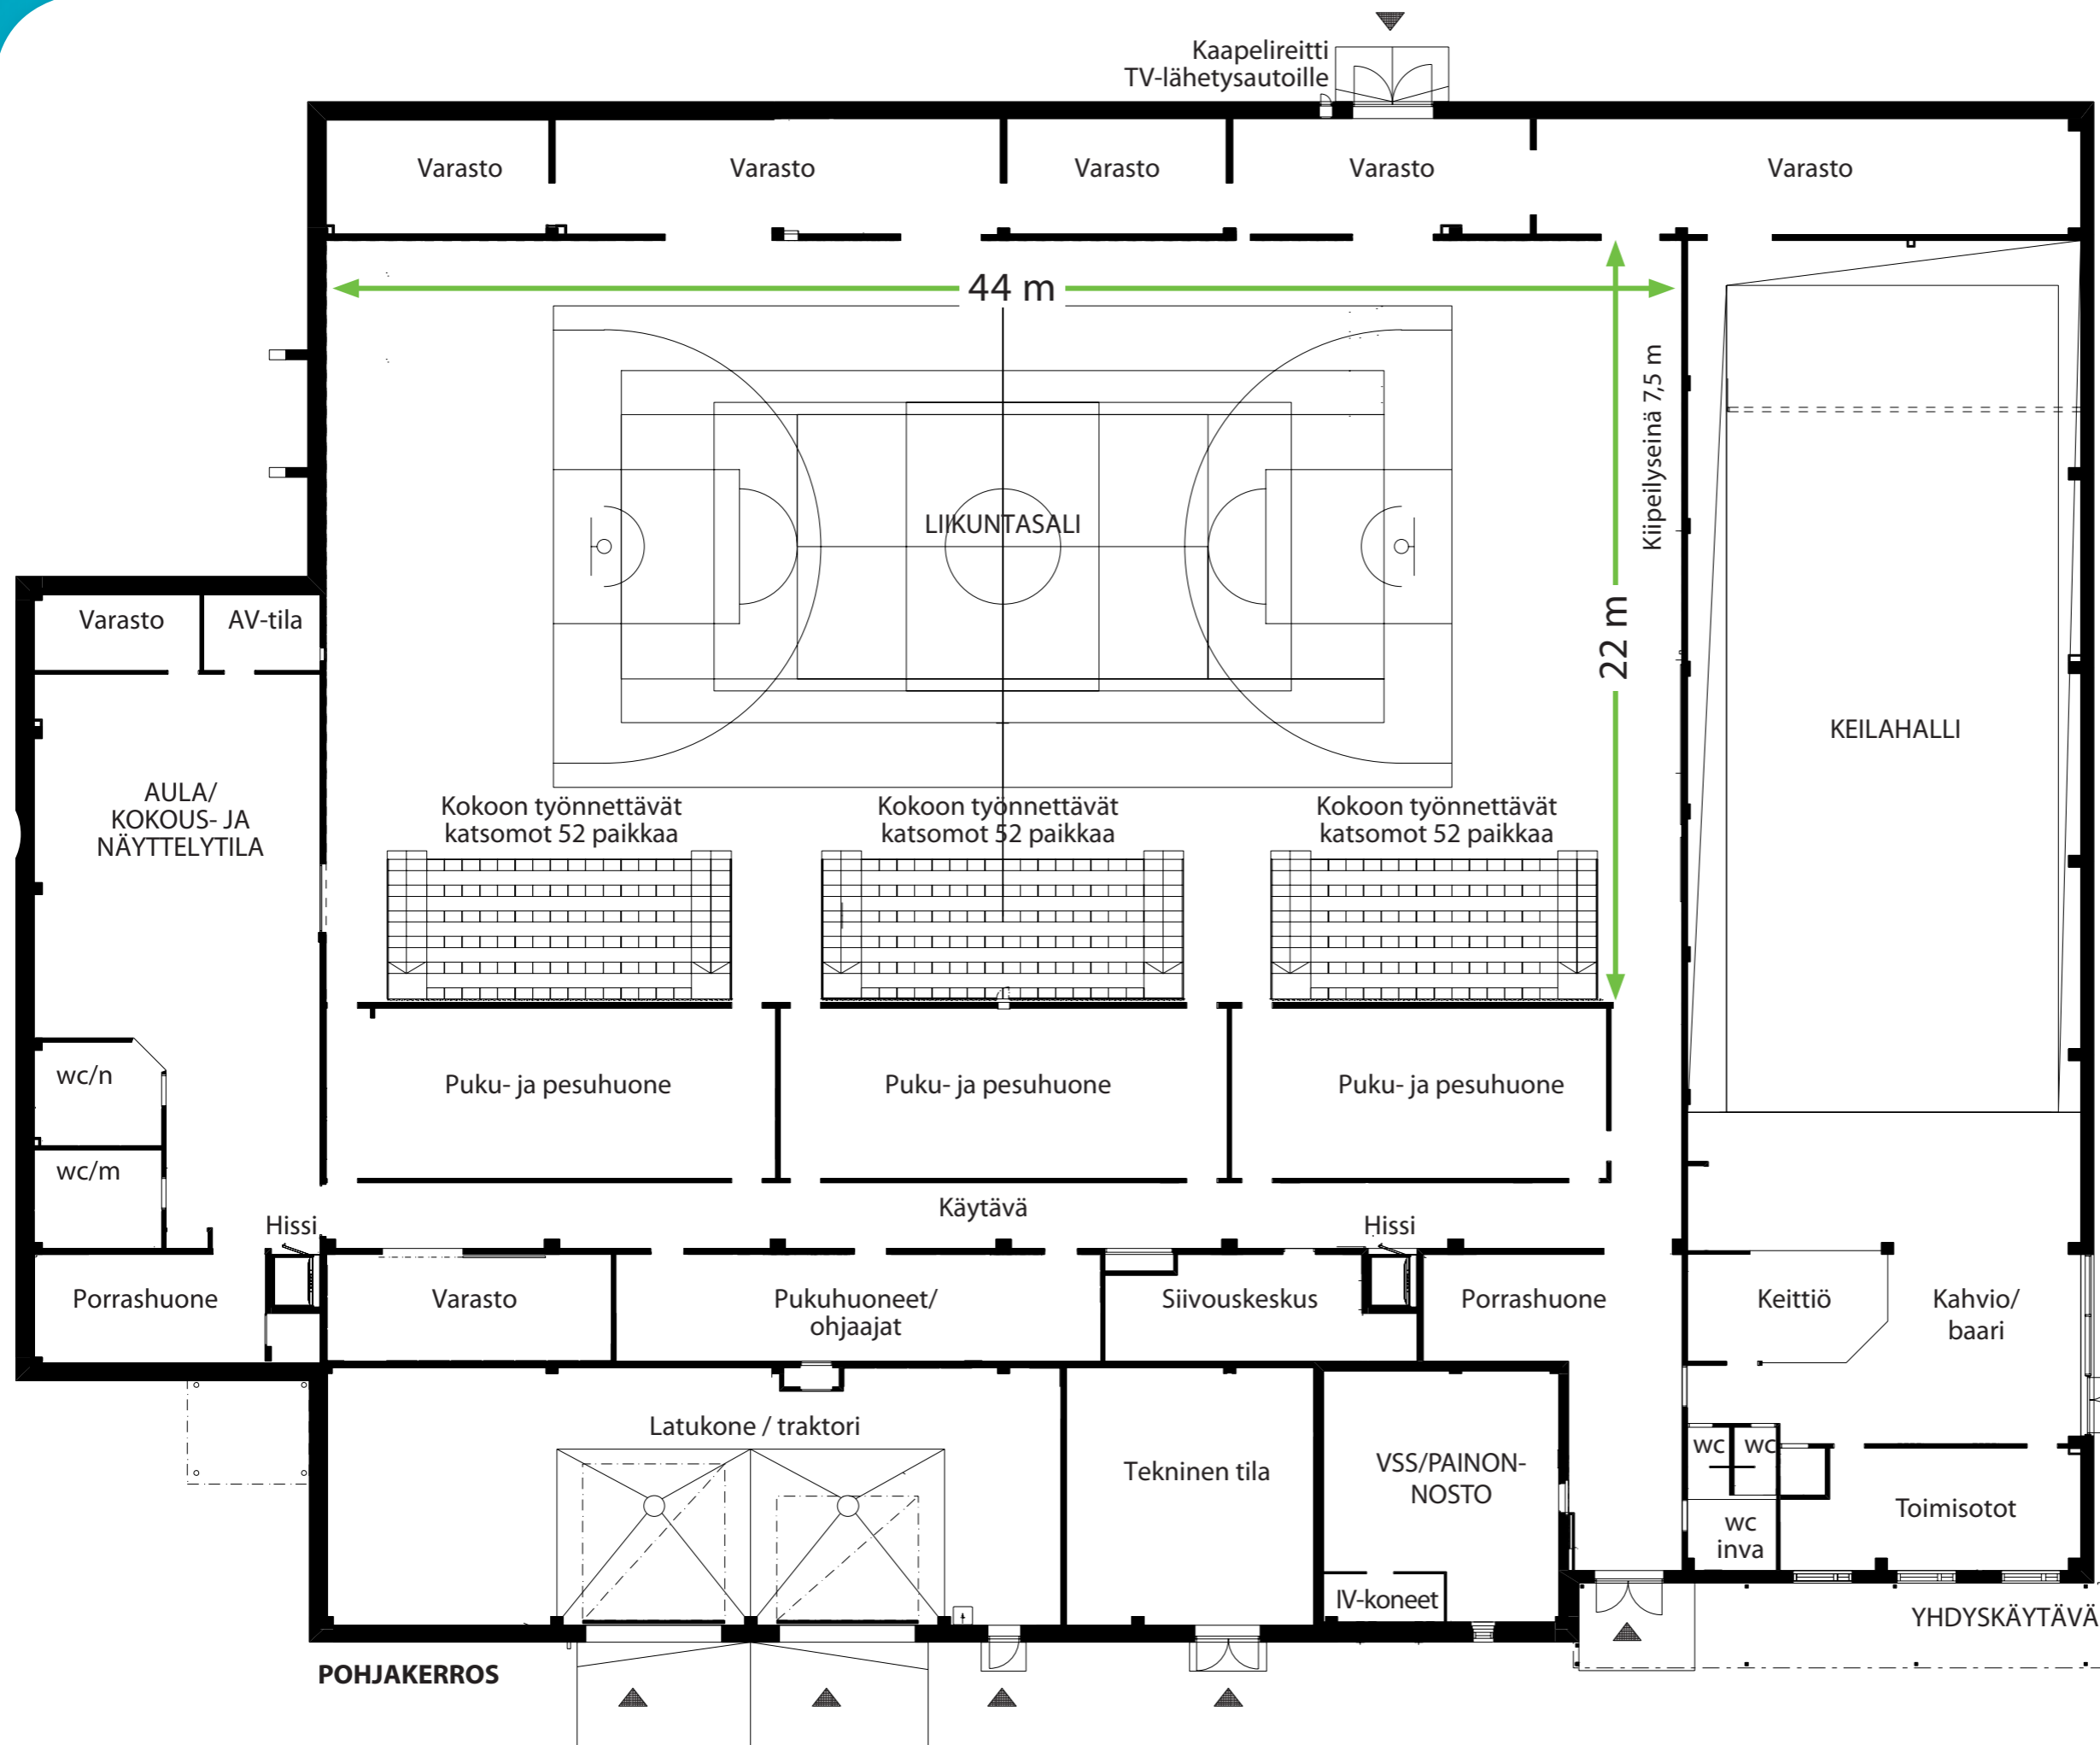 Kaapelireitti
TV-lähetysautoille
Varasto
Varasto
Varasto
Varasto
Varasto
44 m
Kiipeilyseinä 7,5 m
LIIKUNTASALI
22 m
Varasto
AV-tila
KEILAHALLI
AULA/
KOKOUS- JA
NÄYTTELYTILA
Kokoon työnnettävät
katsomot 52 paikkaa
Kokoon työnnettävät
katsomot 52 paikkaa
Kokoon työnnettävät
katsomot 52 paikkaa
wc/n
Puku- ja pesuhuone
Puku- ja pesuhuone
Puku- ja pesuhuone
wc/m
Käytävä
Hissi
Hissi
Porrashuone
Varasto
Pukuhuoneet/
ohjaajat
Siivouskeskus
Porrashuone
Keittiö
Kahvio/
baari
Latukone / traktori
Tekninen tila
VSS/PAINON-
NOSTO
wc
wc
Toimisotot
wc
inva
IV-koneet
YHDYSKÄYTÄVÄ
POHJAKERROS